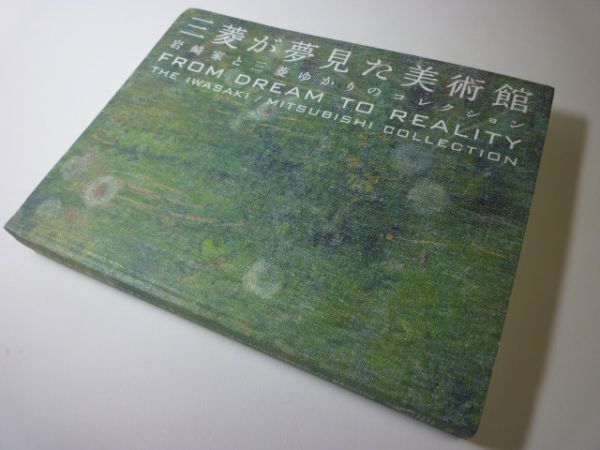 三菱が夢見た美術館
岩崎家と三菱ゆかりのコレクション
FROM DREAM TO REALITY
THE IWASAKI / MITSUBISHI COLLECTION